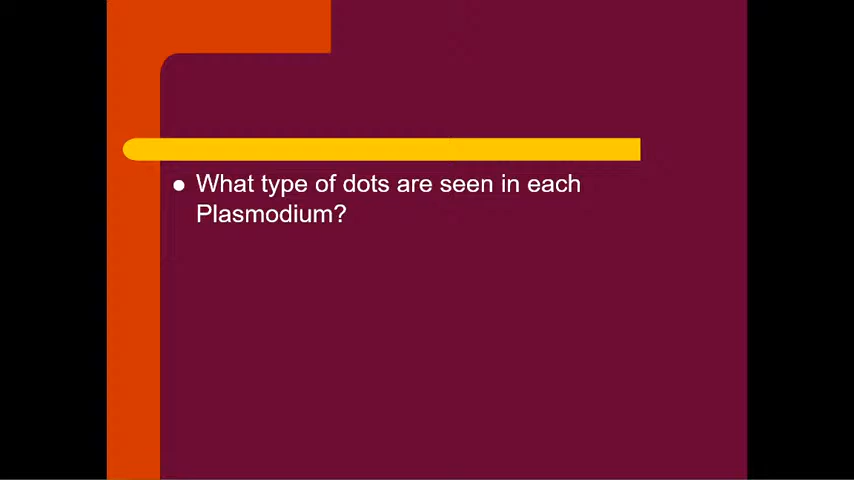 ● What type of dots are seen in each
Plasmodium?